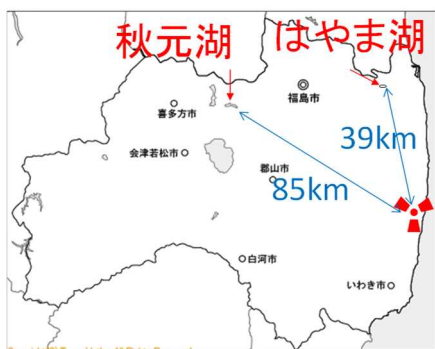 秋元湖
はやま湖
福島市
喜多方市
39km
会津若松市
郡山市
85km
白河市
いわき市